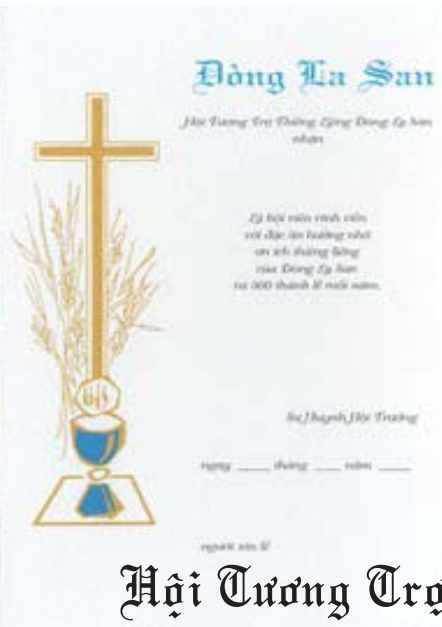 Dòng La San
Hội Tương Trợ Thiêng Liêng Dòng La San
nhận
là hội viên vĩnh viễn
với đặc ân hưởng nhờ
ơn ích thiêng liêng
của Dòng La San
và 300 thánh lễ mỗi năm.
Sư Huynh Hội Trưởng
ngày ____ tháng ____ năm ____
người xin lễ
Hội Tương Trợ